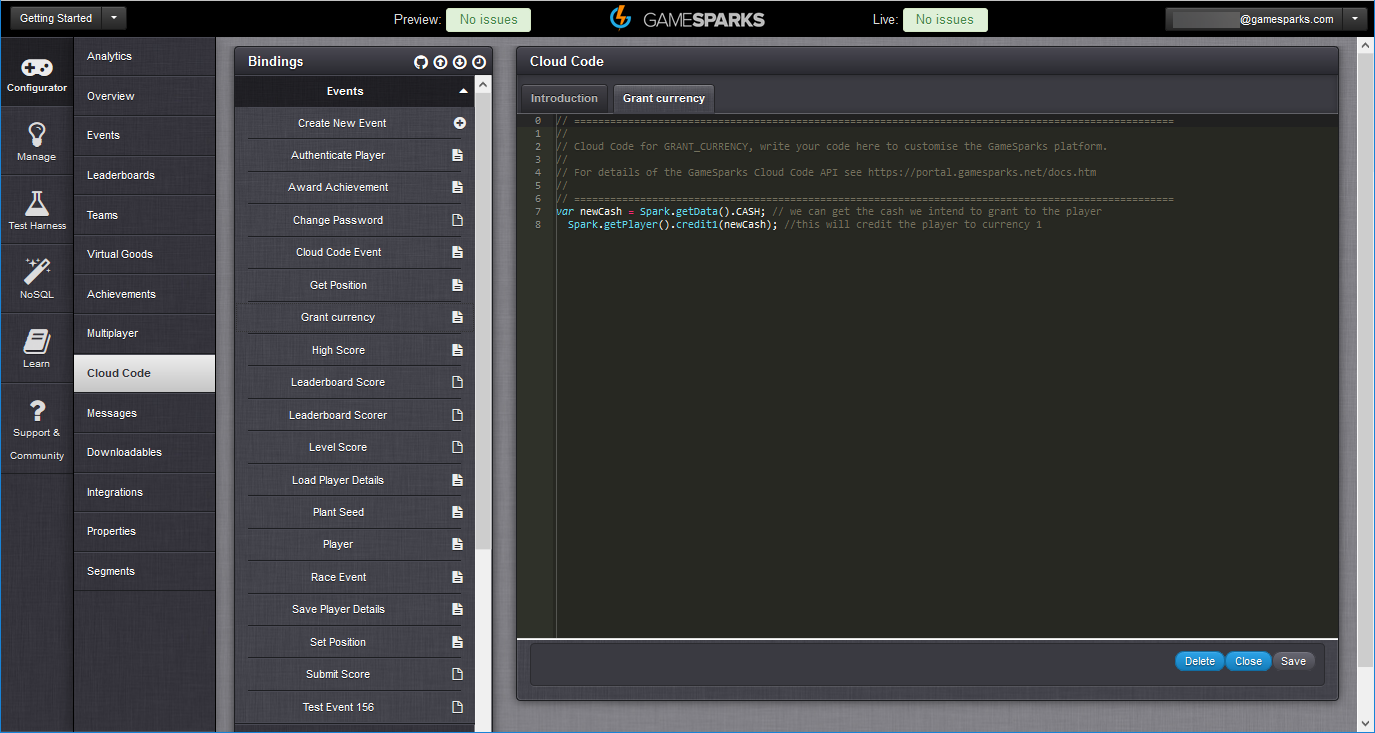 Getting Started
Preview: No issues
GAMESPARKS
Live: No issues
@gamesparks.com
Configurator
Manage
Test Harness
NoSQL
Learn
Support &
Community
Analytics
Overview
Events
Leaderboards
Teams
Virtual Goods
Achievements
Multiplayer
Cloud Code
Messages
Downloadables
Integrations
Properties
Segments
Bindings
Events
Create New Event
Authenticate Player
Award Achievement
Change Password
Cloud Code Event
Get Position
Grant currency
High Score
Leaderboard Score
Leaderboard Scorer
Level Score
Load Player Details
Plant Seed
Player
Race Event
Save Player Details
Set Position
Submit Score
Test Event 156
Cloud Code
Introduction
Grant currency
0 // ====================================================================================================
1 //
2 // Cloud Code for GRANT_CURRENCY, write your code here to customise the GameSparks platform.
3 //
4 // For details of the GameSparks Cloud Code API see https://portal.gamesparks.net/docs.htm
5 //
6 // ====================================================================================================
7 var newCash = Spark.getData().CASH; // we can get the cash we intend to grant to the player
8 Spark.getPlayer().credit1(newCash); //this will credit the player to currency 1
Delete
Close
Save